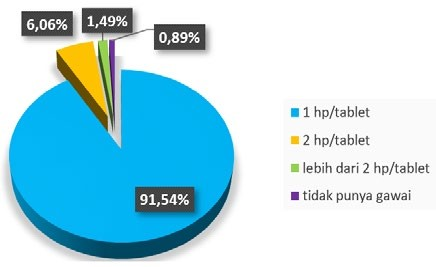 6,06%
1,49%
0,89%
91,54%
1 hp/tablet
2 hp/tablet
lebih dari 2 hp/tablet
tidak punya gawai